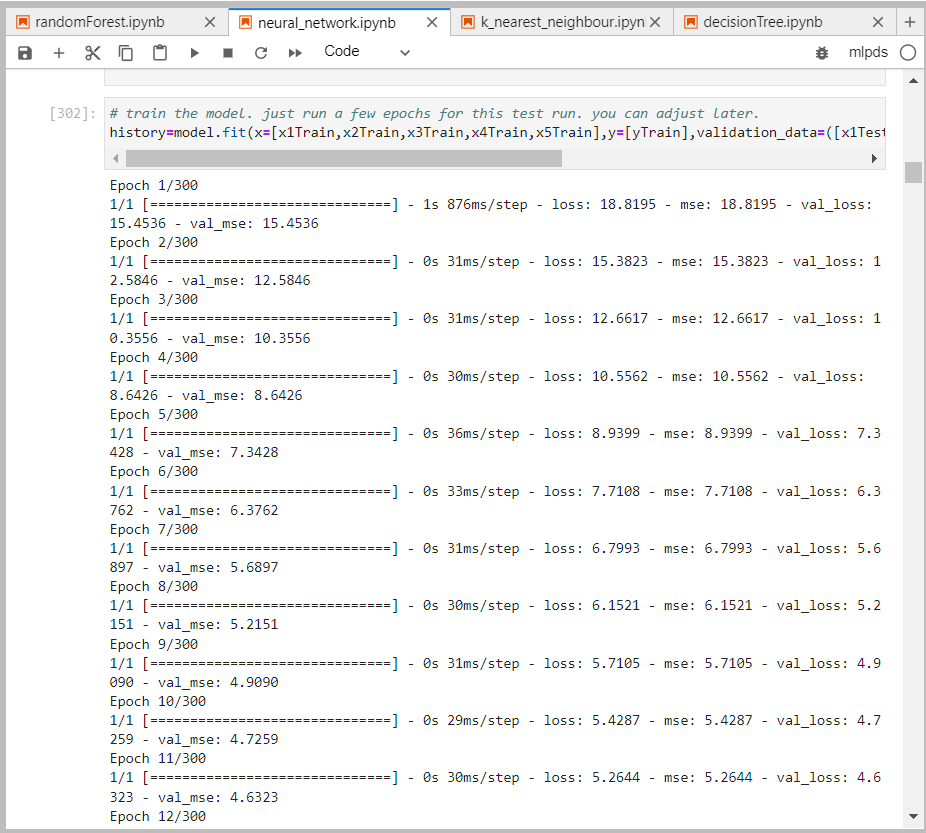 randomForest.ipynb
neural_network.ipynb
k_nearest_neighbour.ipyn
decisionTree.ipynb
Code
mlpds
[302]:
# train the model. just run a few epochs for this test run. you can adjust later.
history=model.fit(x=[x1Train,x2Train,x3Train,x4Train,x5Train],y=[yTrain],validation_data=([x1Test
Epoch 1/300
1/1 [==============================] - 1s 876ms/step - loss: 18.8195 - mse: 18.8195 - val_loss:
15.4536 - val_mse: 15.4536
Epoch 2/300
1/1 [==============================] - 0s 31ms/step - loss: 15.3823 - mse: 15.3823 - val_loss: 1
2.5846 - val_mse: 12.5846
Epoch 3/300
1/1 [==============================] - 0s 31ms/step - loss: 12.6617 - mse: 12.6617 - val_loss: 1
0.3556 - val_mse: 10.3556
Epoch 4/300
1/1 [==============================] - 0s 30ms/step - loss: 10.5562 - mse: 10.5562 - val_loss:
8.6426 - val_mse: 8.6426
Epoch 5/300
1/1 [==============================] - 0s 36ms/step - loss: 8.9399 - mse: 8.9399 - val_loss: 7.3
428 - val_mse: 7.3428
Epoch 6/300
1/1 [==============================] - 0s 33ms/step - loss: 7.7108 - mse: 7.7108 - val_loss: 6.3
762 - val_mse: 6.3762
Epoch 7/300
1/1 [==============================] - 0s 31ms/step - loss: 6.7993 - mse: 6.7993 - val_loss: 5.6
897 - val_mse: 5.6897
Epoch 8/300
1/1 [==============================] - 0s 30ms/step - loss: 6.1521 - mse: 6.1521 - val_loss: 5.2
151 - val_mse: 5.2151
Epoch 9/300
1/1 [==============================] - 0s 31ms/step - loss: 5.7105 - mse: 5.7105 - val_loss: 4.9
090 - val_mse: 4.9090
Epoch 10/300
1/1 [==============================] - 0s 29ms/step - loss: 5.4287 - mse: 5.4287 - val_loss: 4.7
259 - val_mse: 4.7259
Epoch 11/300
1/1 [==============================] - 0s 30ms/step - loss: 5.2644 - mse: 5.2644 - val_loss: 4.6
323 - val_mse: 4.6323
Epoch 12/300